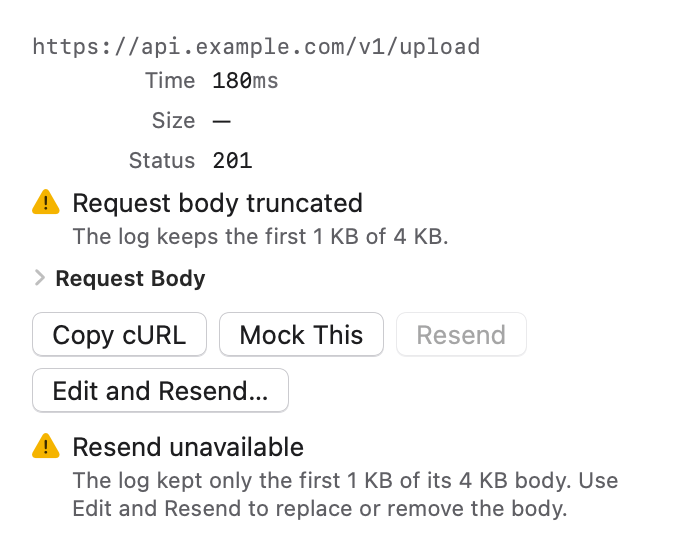 https://api.example.com/v1/upload
Time 180ms
Size —
Status 201
Request body truncated
The log keeps the first 1 KB of 4 KB.
Request Body
Copy cURL Mock This Resend
Edit and Resend...
Resend unavailable
The log kept only the first 1 KB of its 4 KB body. Use
Edit and Resend to replace or remove the body.